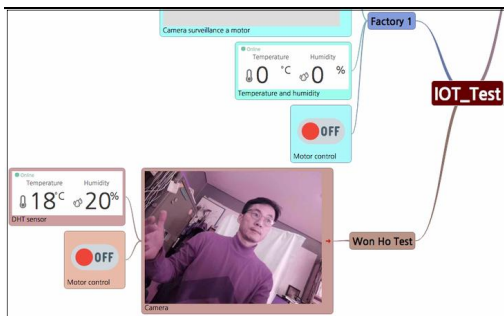 Camera surveillance a motor
Factory 1
Online
Temperature Humidity
0 °C 0 %
Temperature and humidity
IOT_Test
OFF
Motor control
Online
Temperature Humidity
18°C 20%
DHT sensor
OFF
Motor control
Camera
Won Ho Test